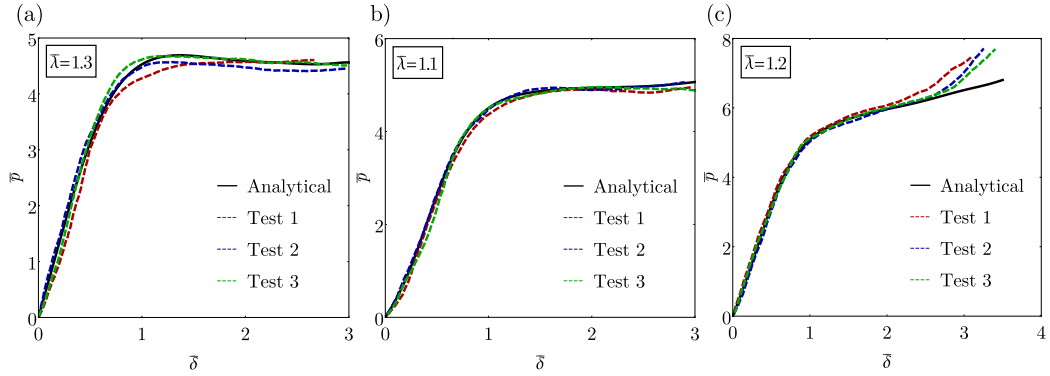 (a)
λ̄=1.3
5
4
3
2
1
0
0 1 2 3
p̄
δ̄
Analytical
Test 1
Test 2
Test 3
(b)
λ̄=1.1
6
4
2
0
0 1 2 3
p̄
δ̄
Analytical
Test 1
Test 2
Test 3
(c)
λ̄=1.2
8
6
4
2
0
0 1 2 3 4
p̄
δ̄
Analytical
Test 1
Test 2
Test 3